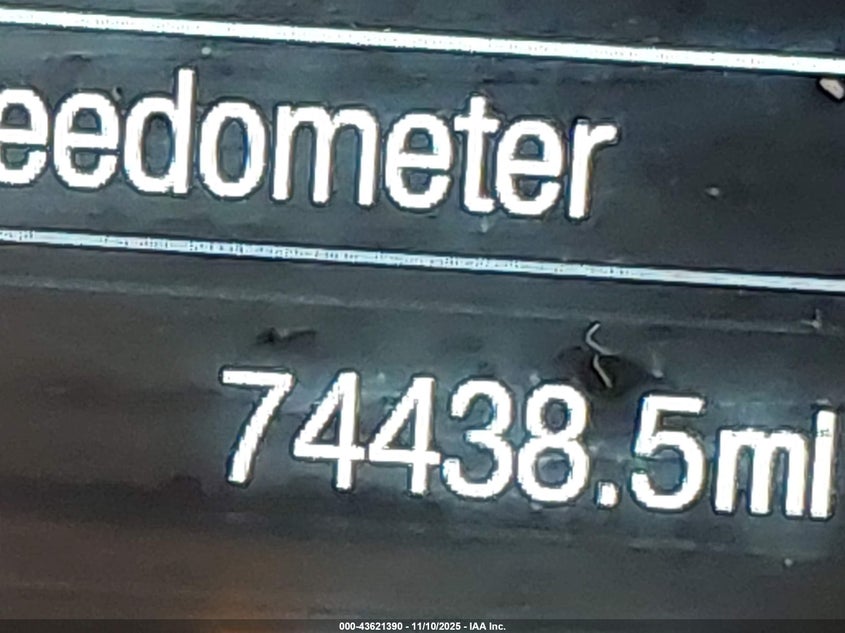 eedometer
74438.5mi
000-43621390 - 11/10/2025 - IAA Inc.